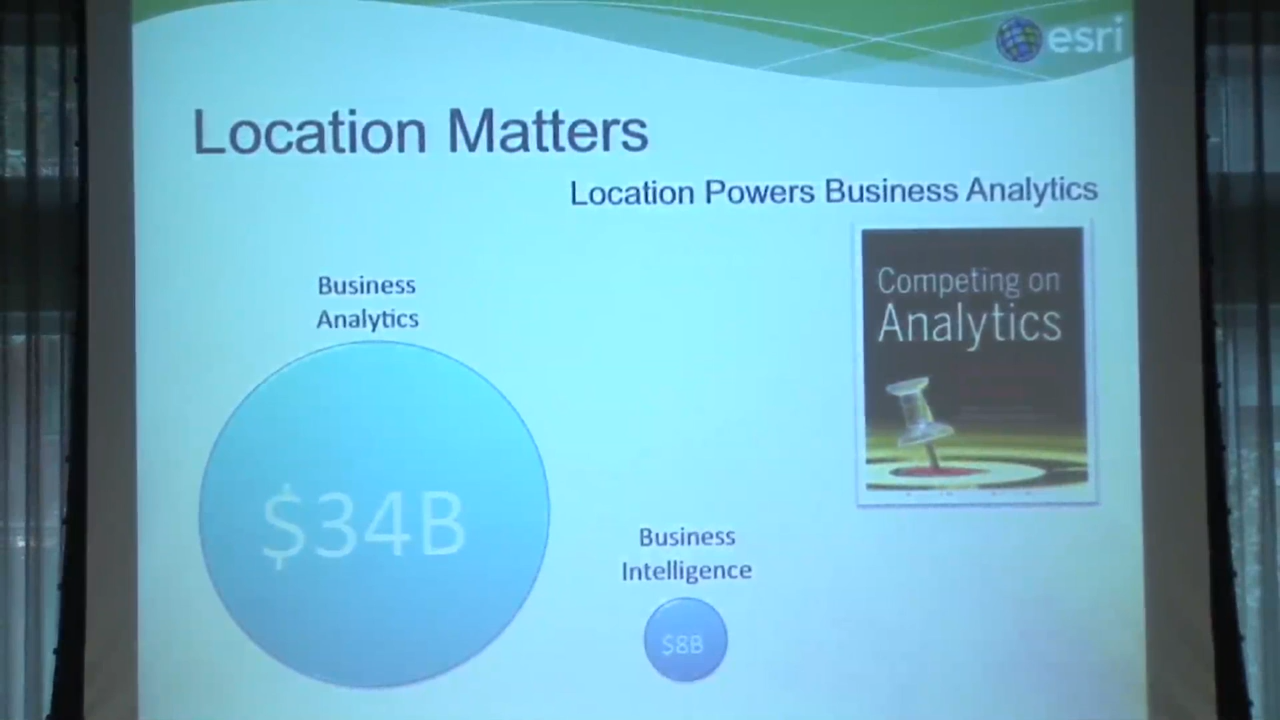 esri
Location Matters
Location Powers Business Analytics
Business
Analytics
$34B
Competing on
Analytics
Business
Intelligence
$8B